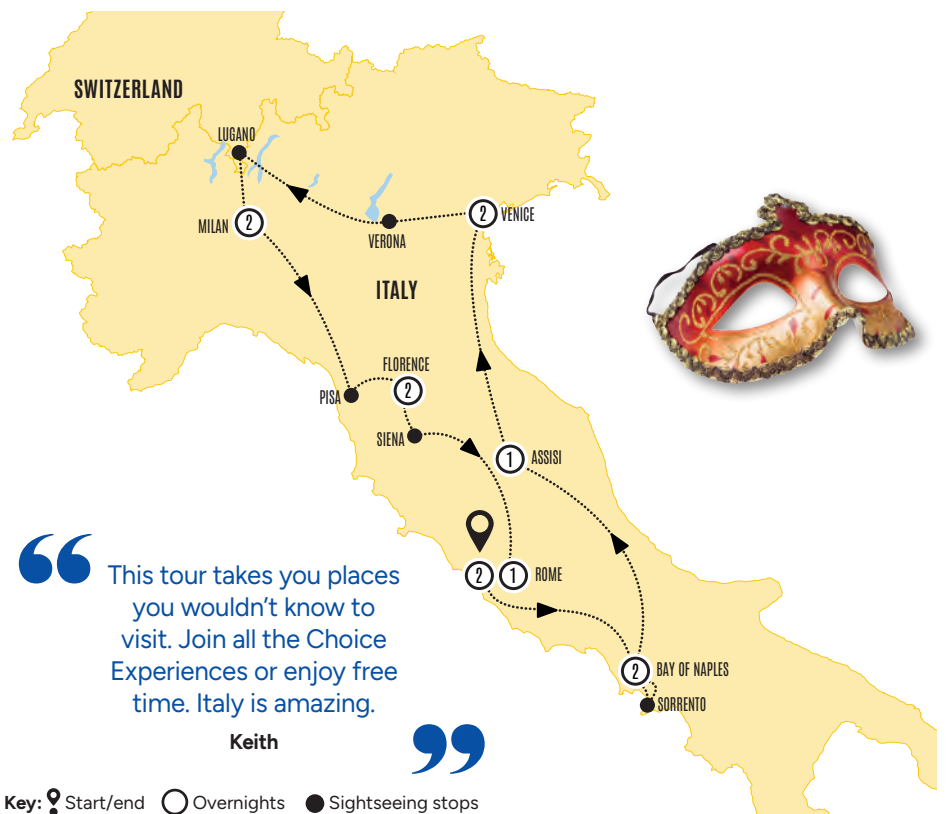 SWITZERLAND
LUGANO
MILAN
2
VERONA
2
VENICE
ITALY
FLORENCE
2
PISA
SIENA
1
ASSISI
2
1
ROME
2
BAY OF NAPLES
SORRENTO
“
This tour takes you places
you wouldn’t know to
visit. Join all the Choice
Experiences or enjoy free
time. Italy is amazing.
Keith
”
Key: Start/end Overnights Sightseeing stops